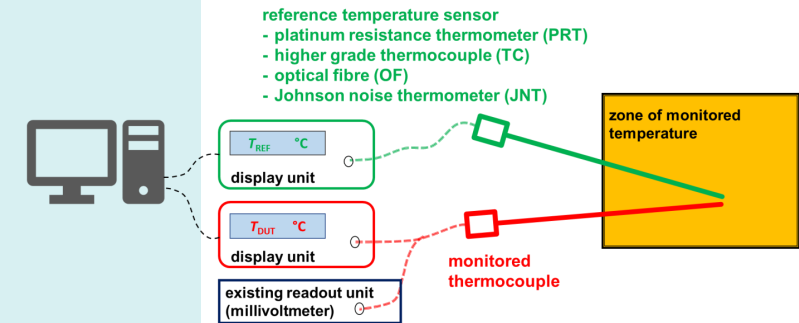 reference temperature sensor
- platinum resistance thermometer (PRT)
- higher grade thermocouple (TC)
- optical fibre (OF)
- Johnson noise thermometer (JNT)
zone of monitored
temperature
TREF °C
display unit
TDUT °C
display unit
monitored
thermocouple
existing readout unit
(millivoltmeter)